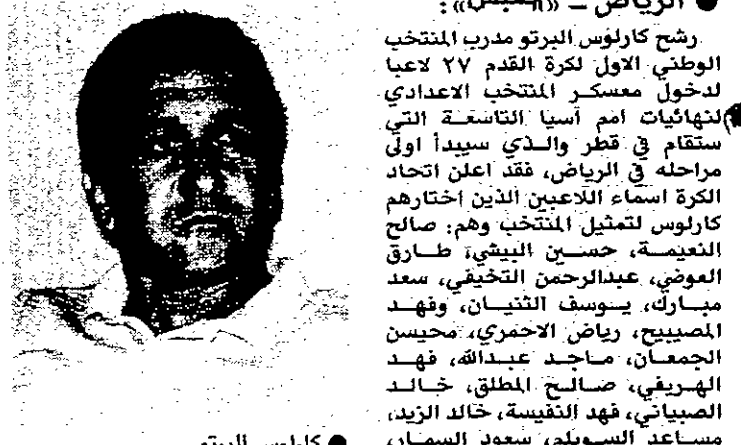 ● الرياض ــ «القبس»:
رشح كارلوس البرتو مدرب المنتخب
الوطني الاول لكرة القدم ٢٧ لاعبا
لدخول معسكر المنتخب الاعدادي
لنهائيات امم آسيا التاسعة التي
ستقام في قطر والذي سيبدأ اولى
مراحله في الرياض، فقد اعلن اتحاد
الكرة اسماء اللاعبين الذين اختارهم
كارلوس لتمثيل المنتخب وهم: صالح
النعيمة، حسين البيشي، طارق
العوضي، عبدالرحمن التخيفي، سعد
مبارك، يوسف الثنيان، وفهد
المصيبيح، رياض الاحمري، محيسن
الجمعان، ماجد عبدالله، فهد
الهريفي، صالح المطلق، خالد
الصبياني، فهد النفيسة، خالد الزيد،
مساعد السويلم، سعود السمار،
● كارلوس البرتو